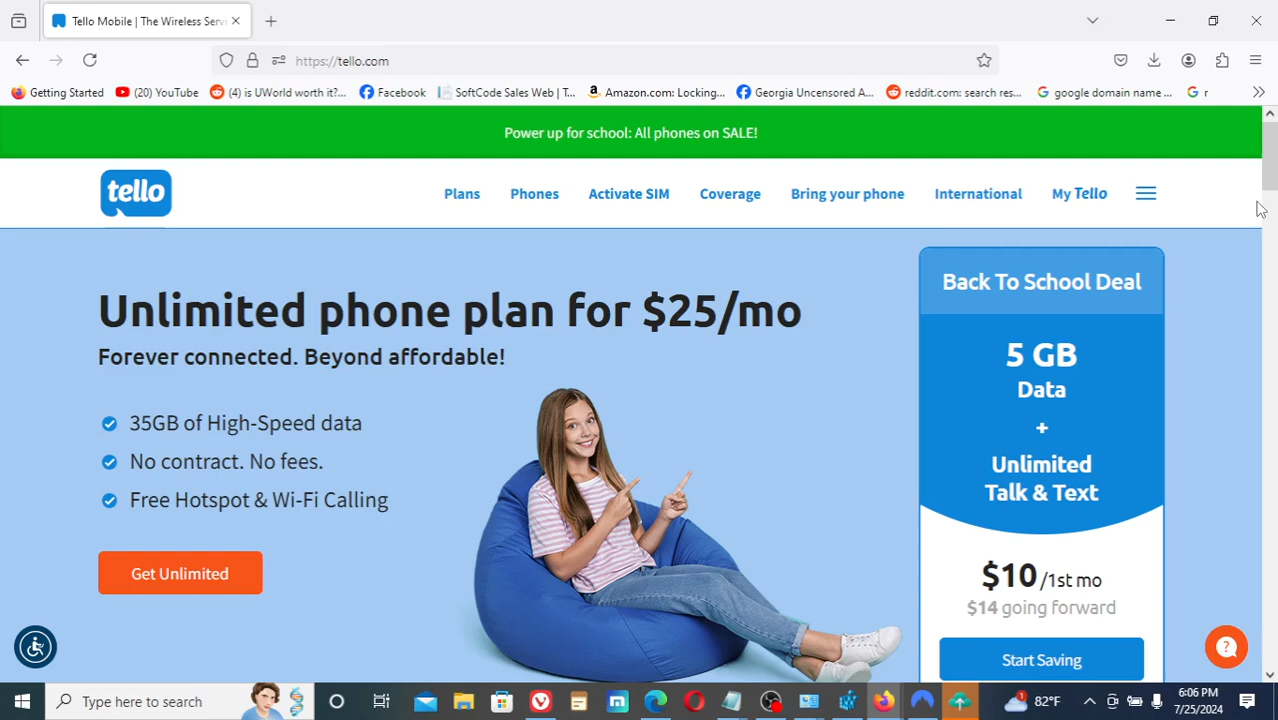 Tello Mobile | The Wireless Serv
https://tello.com
Getting Started
(20) YouTube
(4) is UWorld worth it?...
Facebook
SoftCode Sales Web | T...
Amazon.com: Locking...
Georgia Uncensored A...
reddit.com: search res...
google domain name ...
r
Power up for school: All phones on SALE!
tello
Plans
Phones
Activate SIM
Coverage
Bring your phone
International
My Tello
Unlimited phone plan for $25/mo
Forever connected. Beyond affordable!
35GB of High-Speed data
No contract. No fees.
Free Hotspot & Wi-Fi Calling
Get Unlimited
Back To School Deal
5 GB
Data
+
Unlimited
Talk & Text
$10 /1st mo
$14 going forward
Start Saving
Type here to search
1
82°F
6:06 PM
7/25/2024